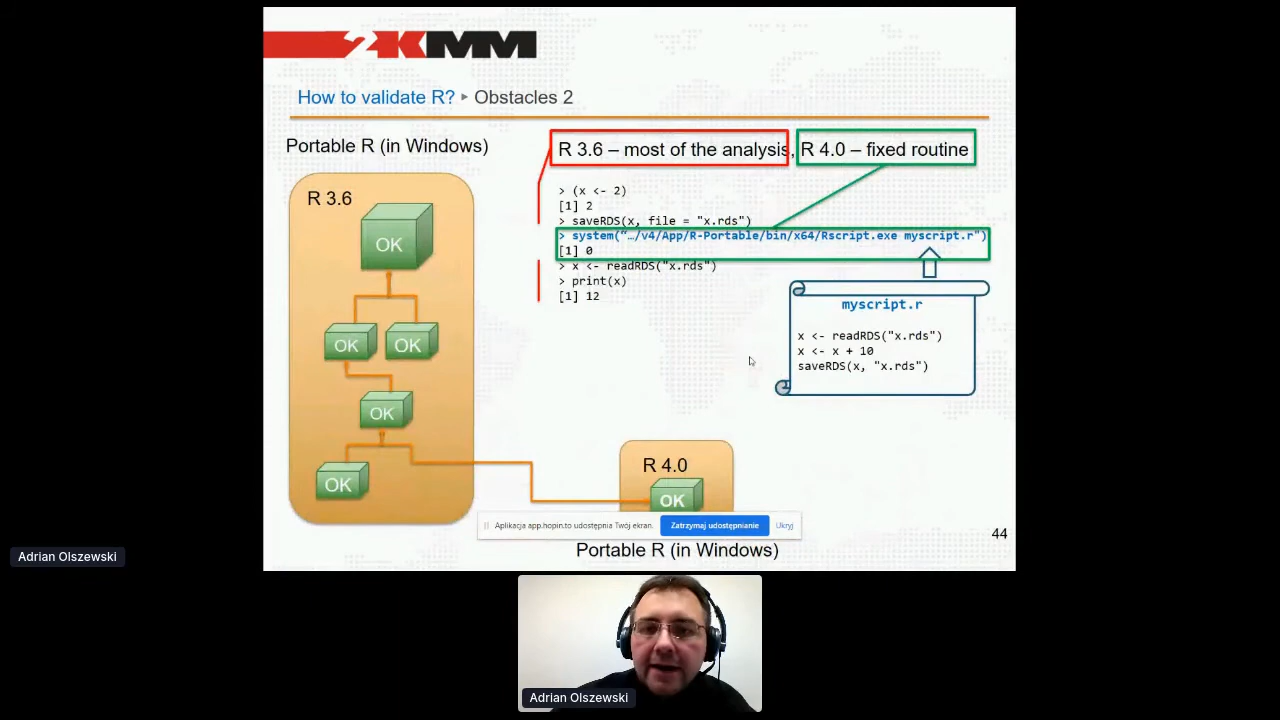 2KMM
How to validate R? ▸ Obstacles 2
Portable R (in Windows)
R 3.6 – most of the analysis, R 4.0 – fixed routine
R 3.6
OK
OK
OK
OK
OK
> (x <- 2)
[1] 2
> saveRDS(x, file = "x.rds")
> system("…/v4/App/R-Portable/bin/x64/Rscript.exe myscript.r")
[1] 0
> x <- readRDS("x.rds")
> print(x)
[1] 12
myscript.r
x <- readRDS("x.rds")
x <- x + 10
saveRDS(x, "x.rds")
R 4.0
OK
Aplikacja app.hopin.to udostępnia Twój ekran.
Zatrzymaj udostępnianie
Ukryj
Portable R (in Windows)
44
Adrian Olszewski
Adrian Olszewski